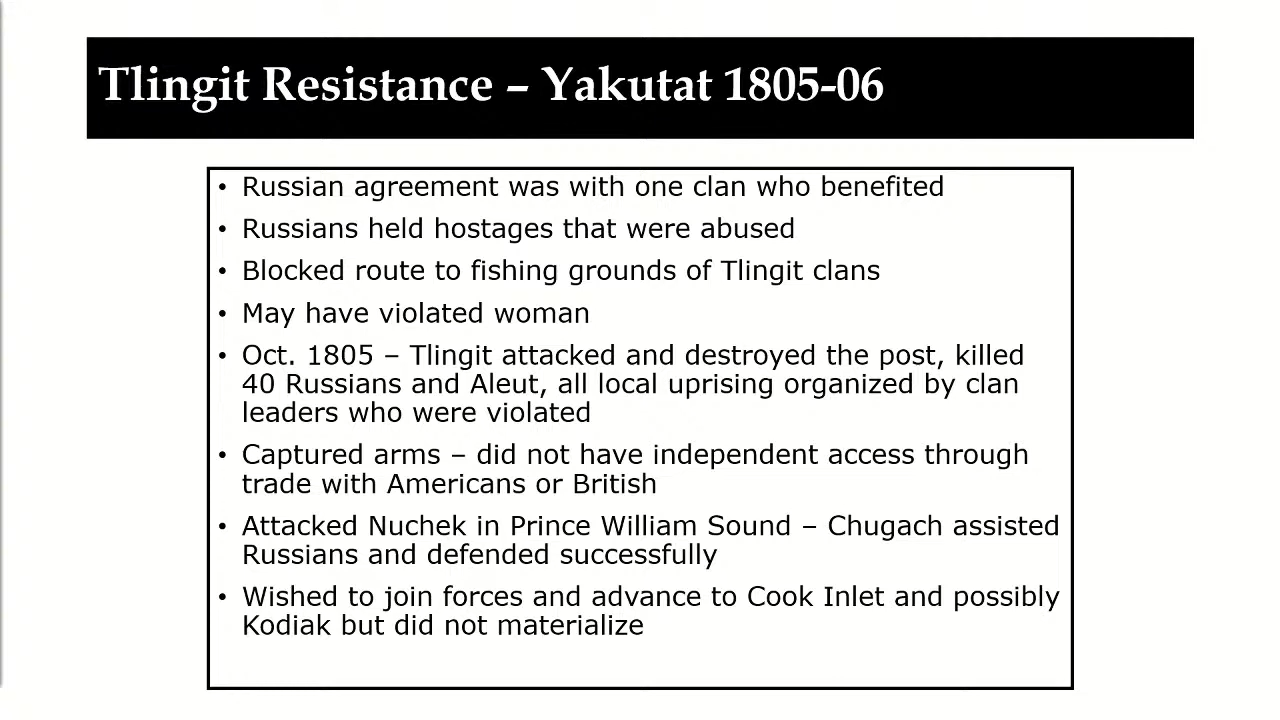 Tlingit Resistance – Yakutat 1805-06
• Russian agreement was with one clan who benefited
• Russians held hostages that were abused
• Blocked route to fishing grounds of Tlingit clans
• May have violated woman
• Oct. 1805 – Tlingit attacked and destroyed the post, killed
40 Russians and Aleut, all local uprising organized by clan
leaders who were violated
• Captured arms – did not have independent access through
trade with Americans or British
• Attacked Nuchek in Prince William Sound – Chugach assisted
Russians and defended successfully
• Wished to join forces and advance to Cook Inlet and possibly
Kodiak but did not materialize